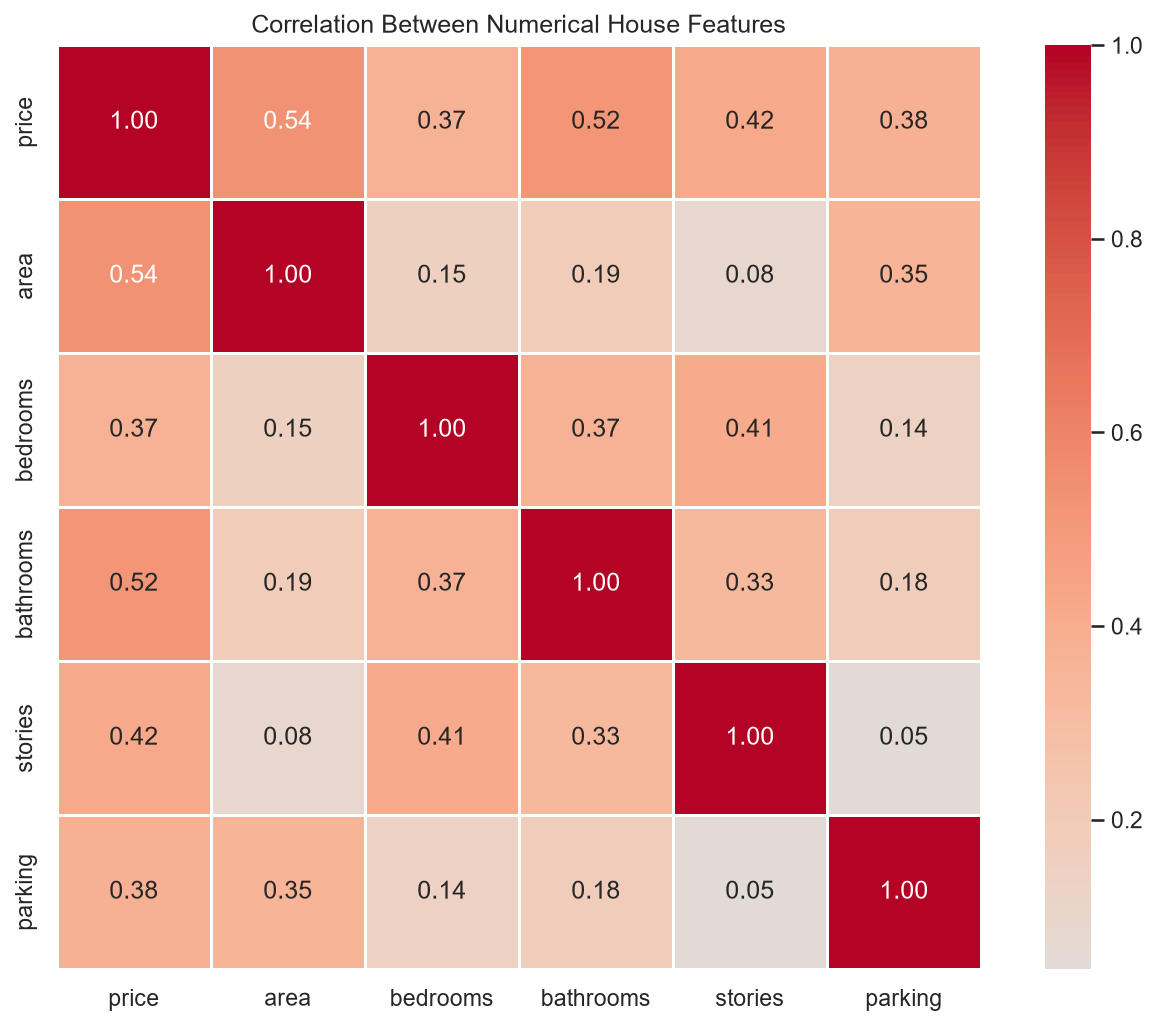 Correlation Between Numerical House Features
price 1.00 0.54 0.37 0.52 0.42 0.38
area 0.54 1.00 0.15 0.19 0.08 0.35
bedrooms 0.37 0.15 1.00 0.37 0.41 0.14
bathrooms 0.52 0.19 0.37 1.00 0.33 0.18
stories 0.42 0.08 0.41 0.33 1.00 0.05
parking 0.38 0.35 0.14 0.18 0.05 1.00
price area bedrooms bathrooms stories parking
1.0
0.8
0.6
0.4
0.2